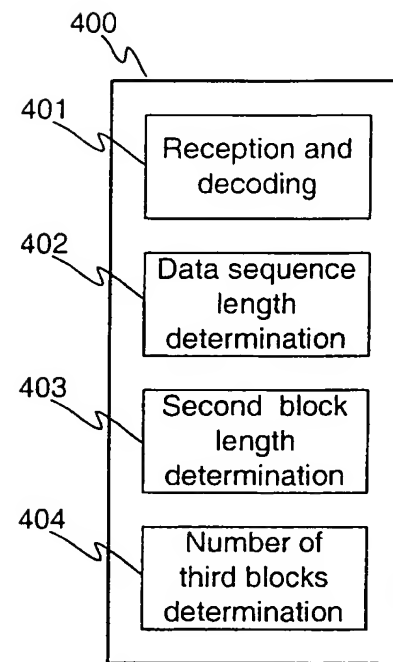 400
401
Reception and
decoding
402
Data sequence
length
determination
403
Second block
length
determination
404
Number of
third blocks
determination